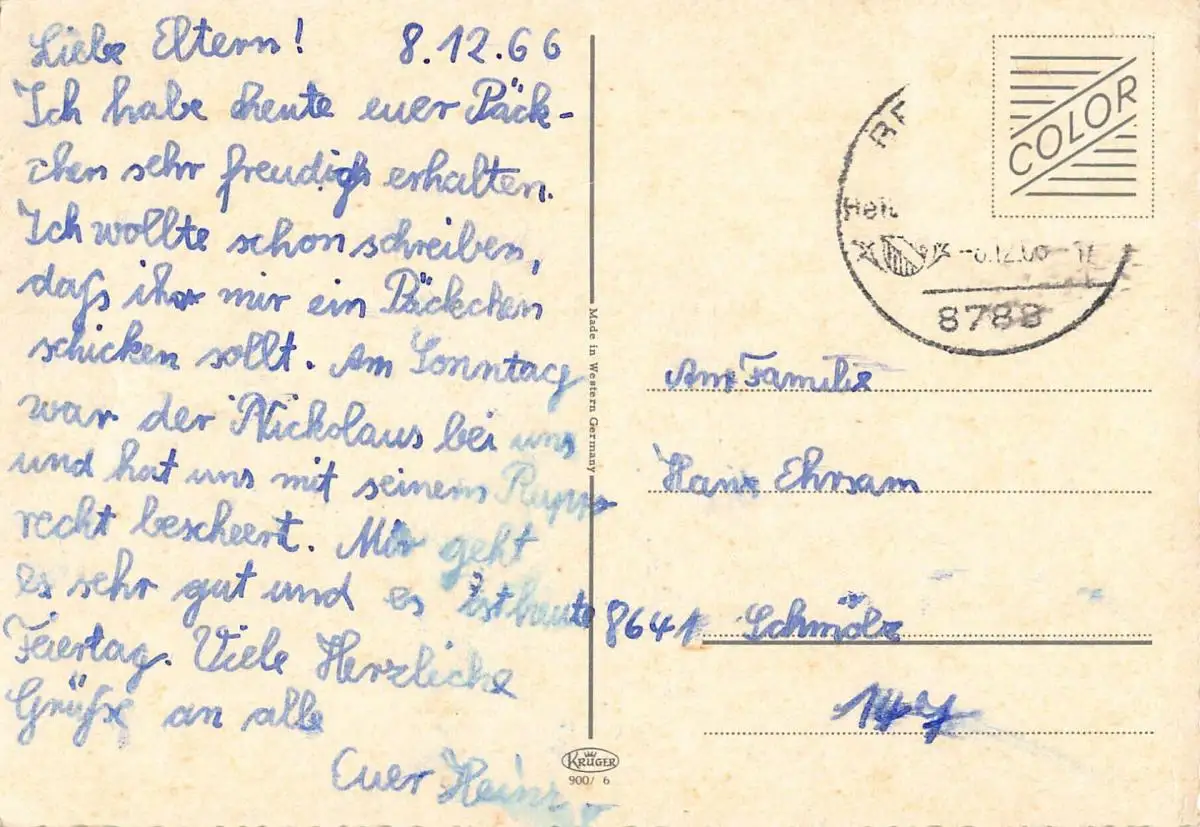 Liebe Eltern! 8.12.66
Ich habe heute euer Päck-
chen sehr freudig erhalten.
Ich wollte schon schreiben,
daß ihr mir ein Päckchen
schicken sollt. Am Sonntag
war der Nickolaus bei uns
und hat uns mit seinem Rupp
recht bescheert. Mir geht
es sehr gut und es ist heute
Feiertag. Viele Herzliche
Grüße an alle
Euer Heinz
Made in Western Germany
KRÜGER
900/ 6
COLOR
8788
An Familie
Hans Ehrsam
8641 Schmölz